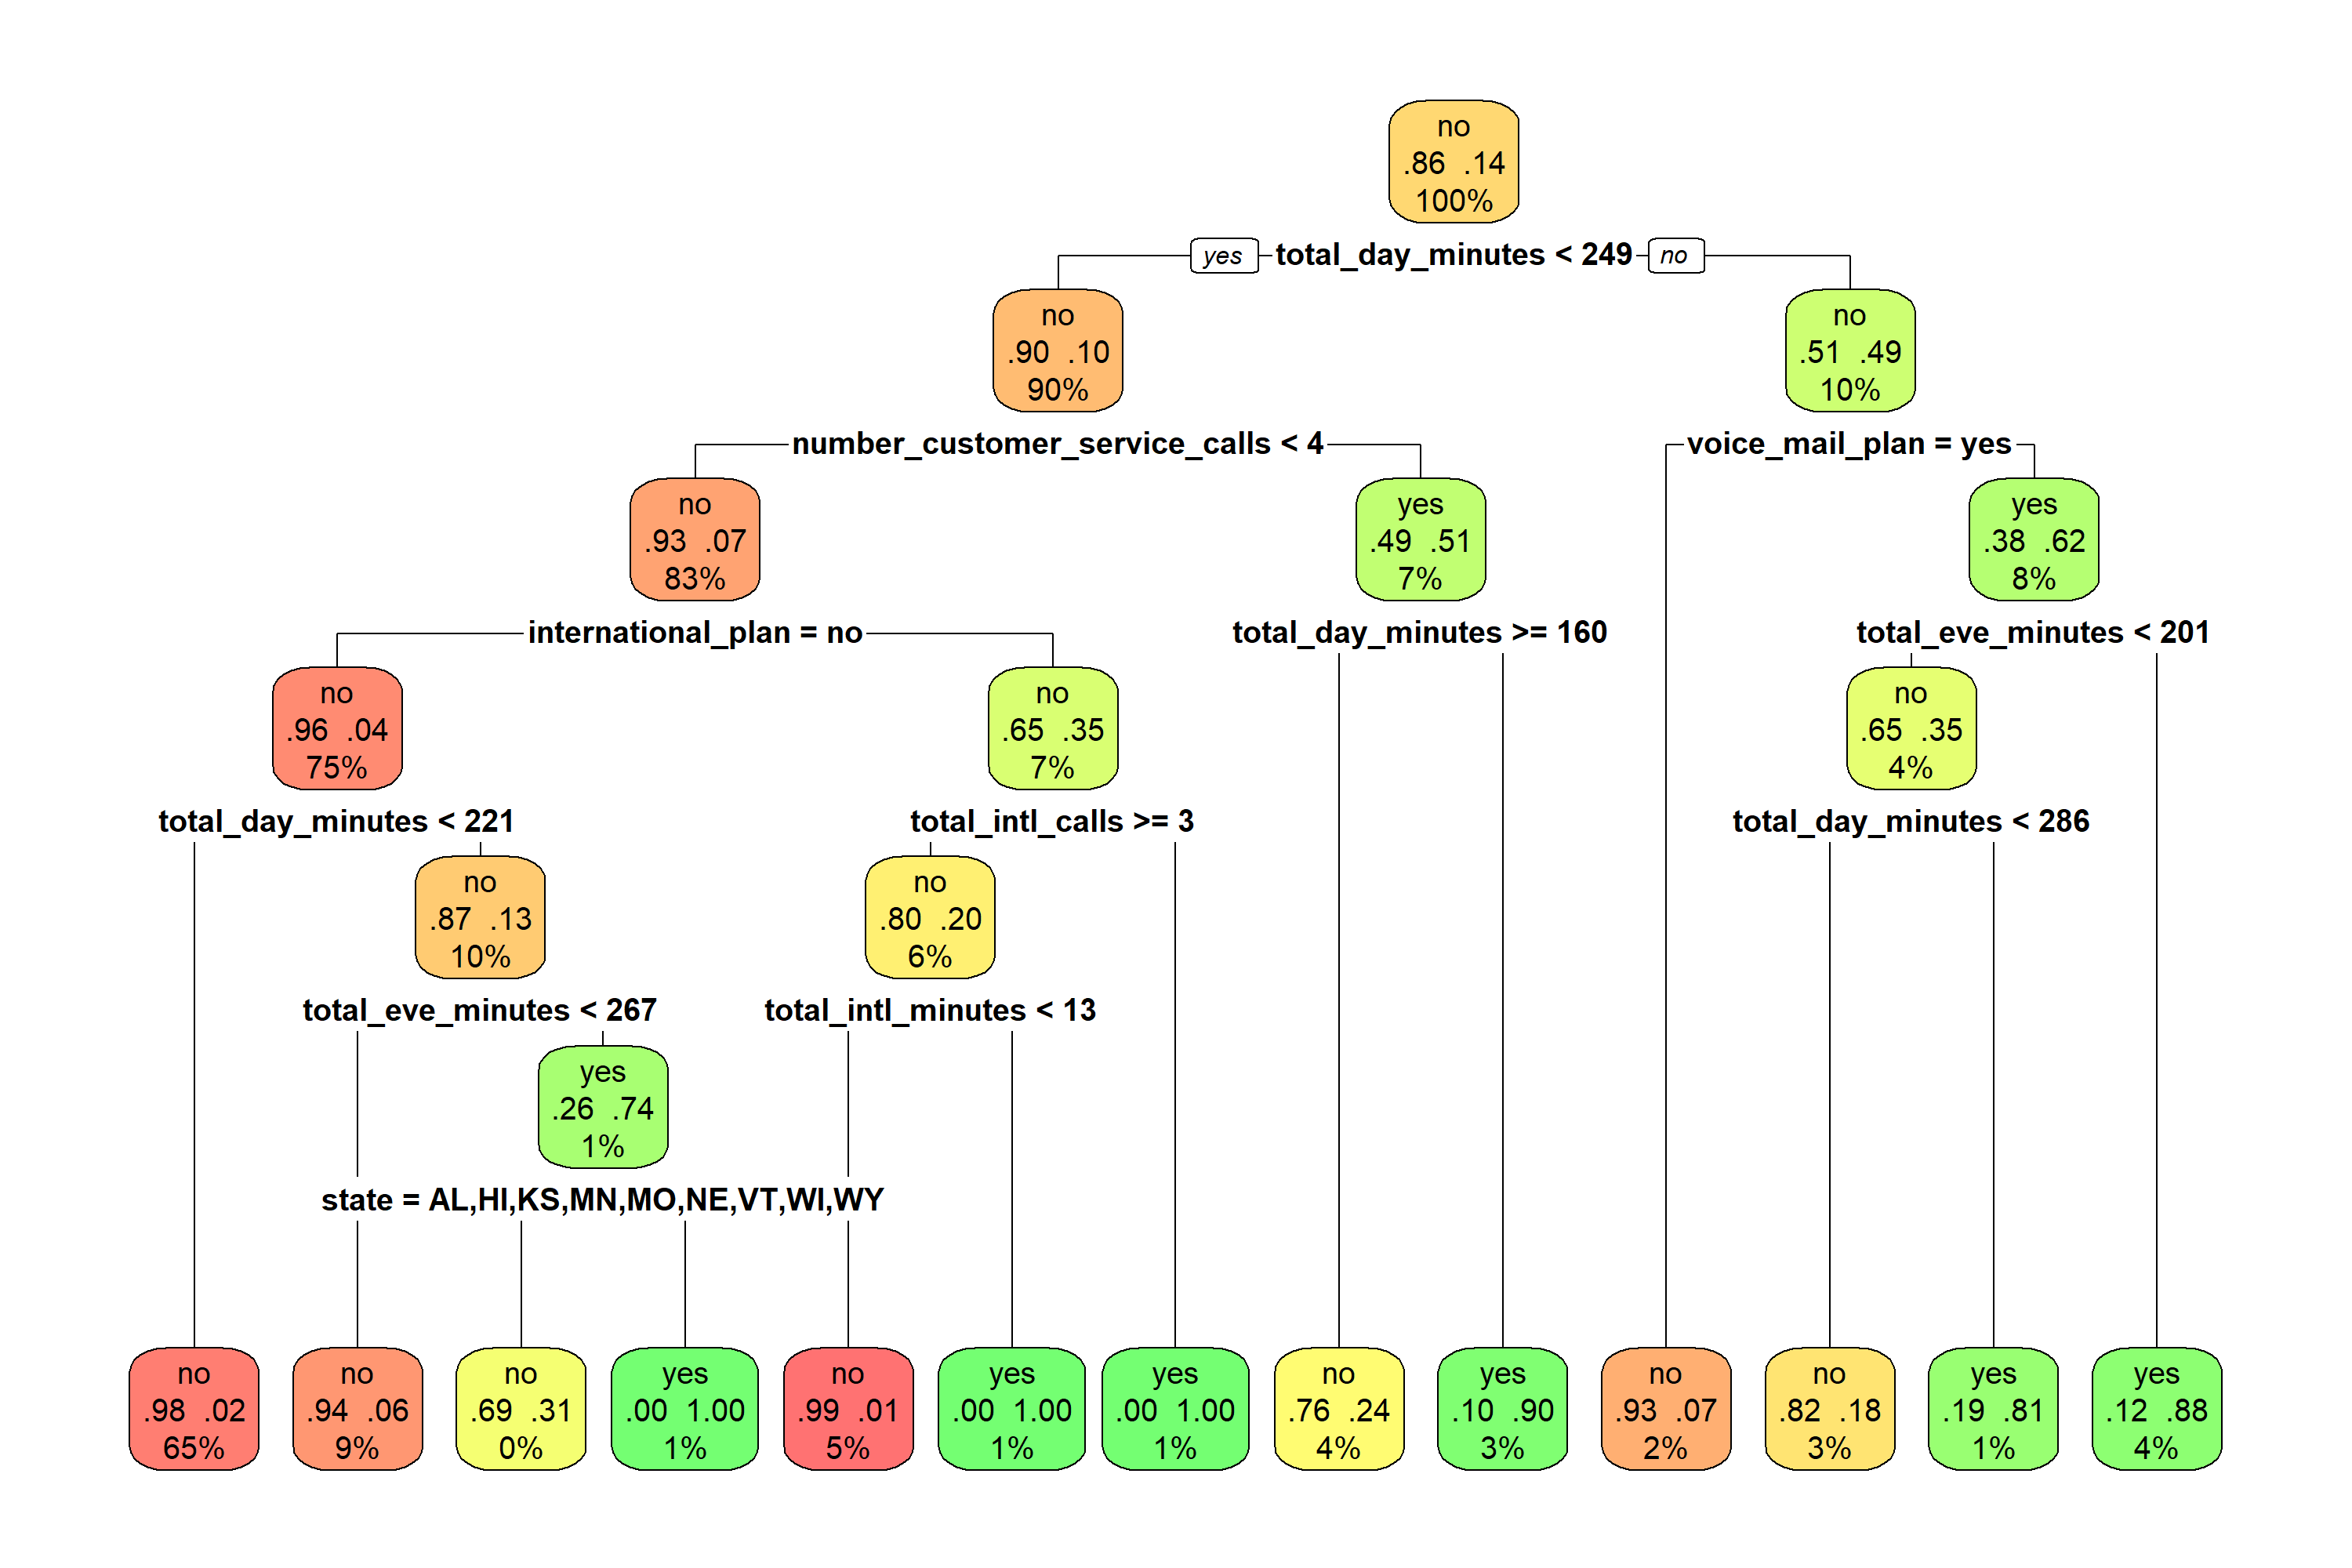 no
.86 .14
100%
yes total_day_minutes < 249 no
no
.90 .10
90%
no
.51 .49
10%
number_customer_service_calls < 4
voice_mail_plan = yes
no
.93 .07
83%
yes
.49 .51
7%
yes
.38 .62
8%
international_plan = no
total_day_minutes >= 160
total_eve_minutes < 201
no
.96 .04
75%
no
.65 .35
7%
no
.65 .35
4%
total_day_minutes < 221
total_intl_calls >= 3
total_day_minutes < 286
no
.87 .13
10%
no
.80 .20
6%
total_eve_minutes < 267
total_intl_minutes < 13
yes
.26 .74
1%
state = AL,HI,KS,MN,MO,NE,VT,WI,WY
no
.98 .02
65%
no
.94 .06
9%
no
.69 .31
0%
yes
.00 1.00
1%
no
.99 .01
5%
yes
.00 1.00
1%
yes
.00 1.00
1%
no
.76 .24
4%
yes
.10 .90
3%
no
.93 .07
2%
no
.82 .18
3%
yes
.19 .81
1%
yes
.12 .88
4%